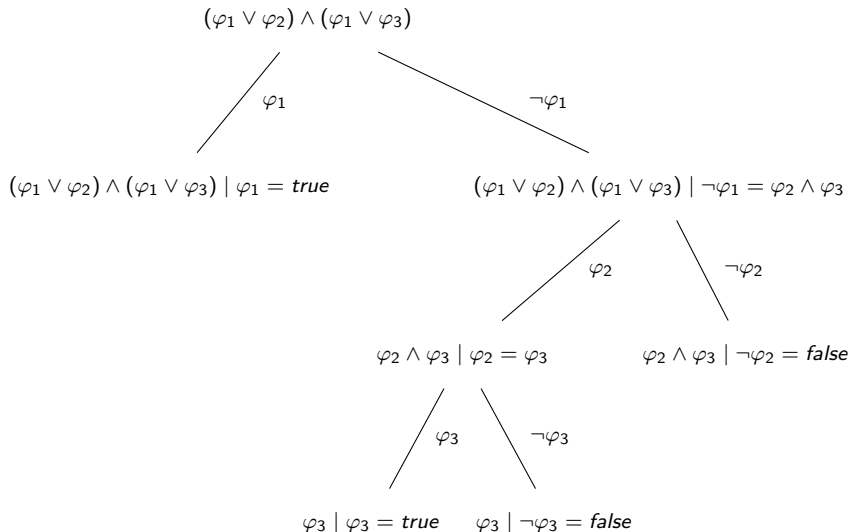 (φ₁ ∨ φ₂) ∧ (φ₁ ∨ φ₃)
φ₁
¬φ₁
(φ₁ ∨ φ₂) ∧ (φ₁ ∨ φ₃) | φ₁ = true
(φ₁ ∨ φ₂) ∧ (φ₁ ∨ φ₃) | ¬φ₁ = φ₂ ∧ φ₃
φ₂
¬φ₂
φ₂ ∧ φ₃ | φ₂ = φ₃
φ₂ ∧ φ₃ | ¬φ₂ = false
φ₃
¬φ₃
φ₃ | φ₃ = true
φ₃ | ¬φ₃ = false